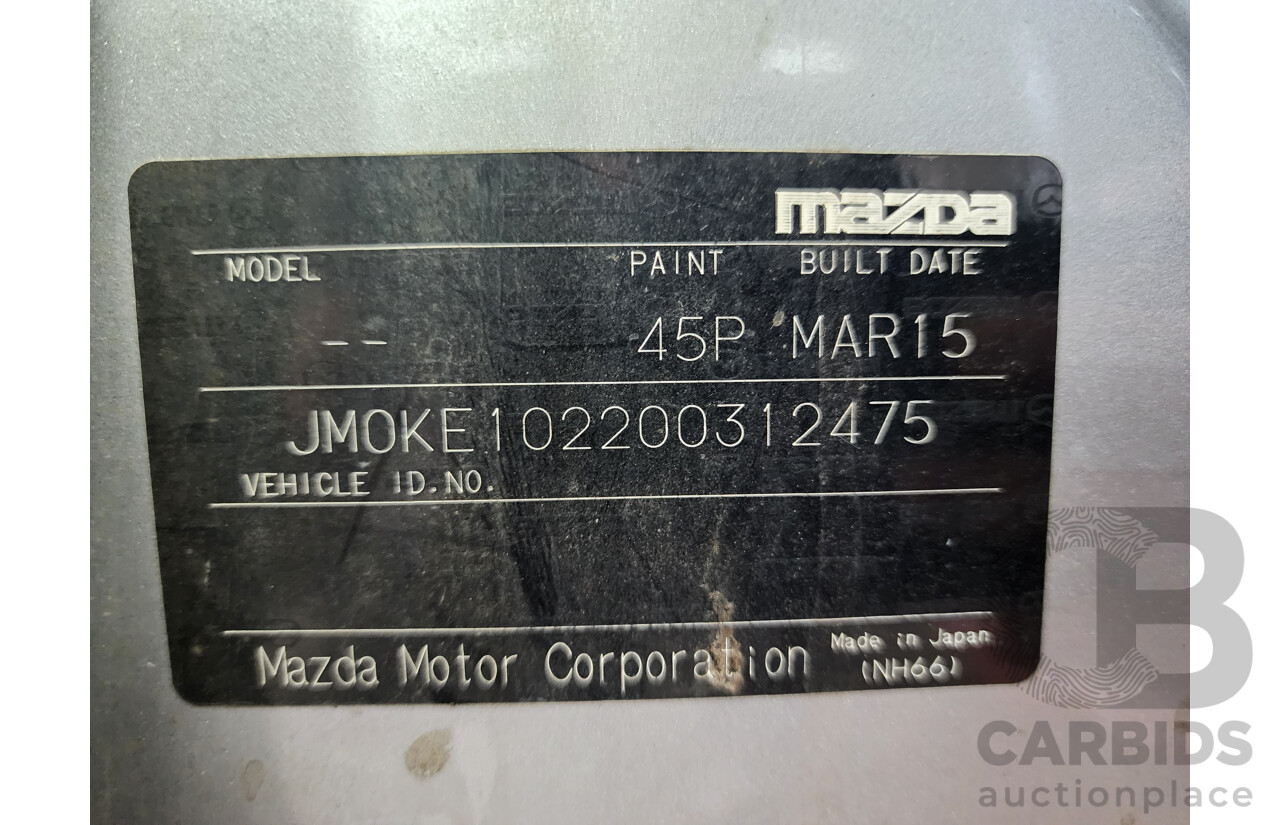 mazda
MODEL PAINT BUILT DATE
-- 45P MAR15
JM0KE102200312475
VEHICLE ID.NO.
Mazda Motor Corporation Made in Japan
(NH66)
CARBIDS
auctionplace